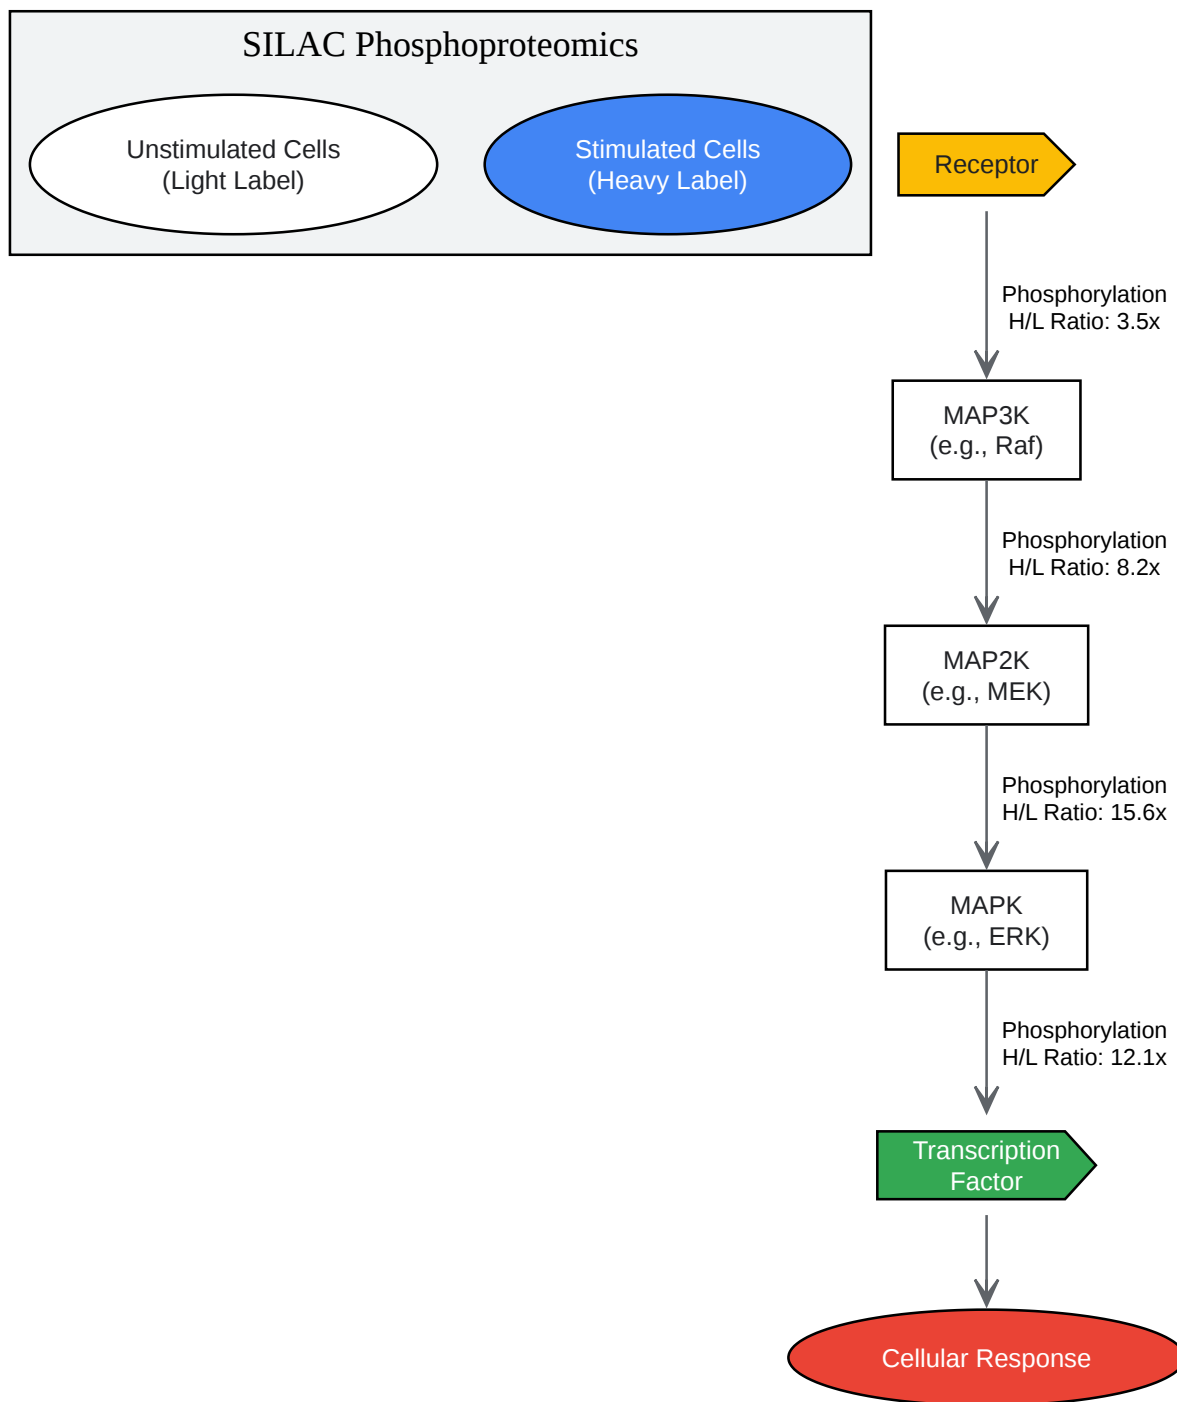 SILAC Phosphoproteomics
Unstimulated Cells
(Light Label)
Stimulated Cells
(Heavy Label)
Receptor
Phosphorylation
H/L Ratio: 3.5x
MAP3K
(e.g., Raf)
Phosphorylation
H/L Ratio: 8.2x
MAP2K
(e.g., MEK)
Phosphorylation
H/L Ratio: 15.6x
MAPK
(e.g., ERK)
Phosphorylation
H/L Ratio: 12.1x
Transcription
Factor
Cellular Response